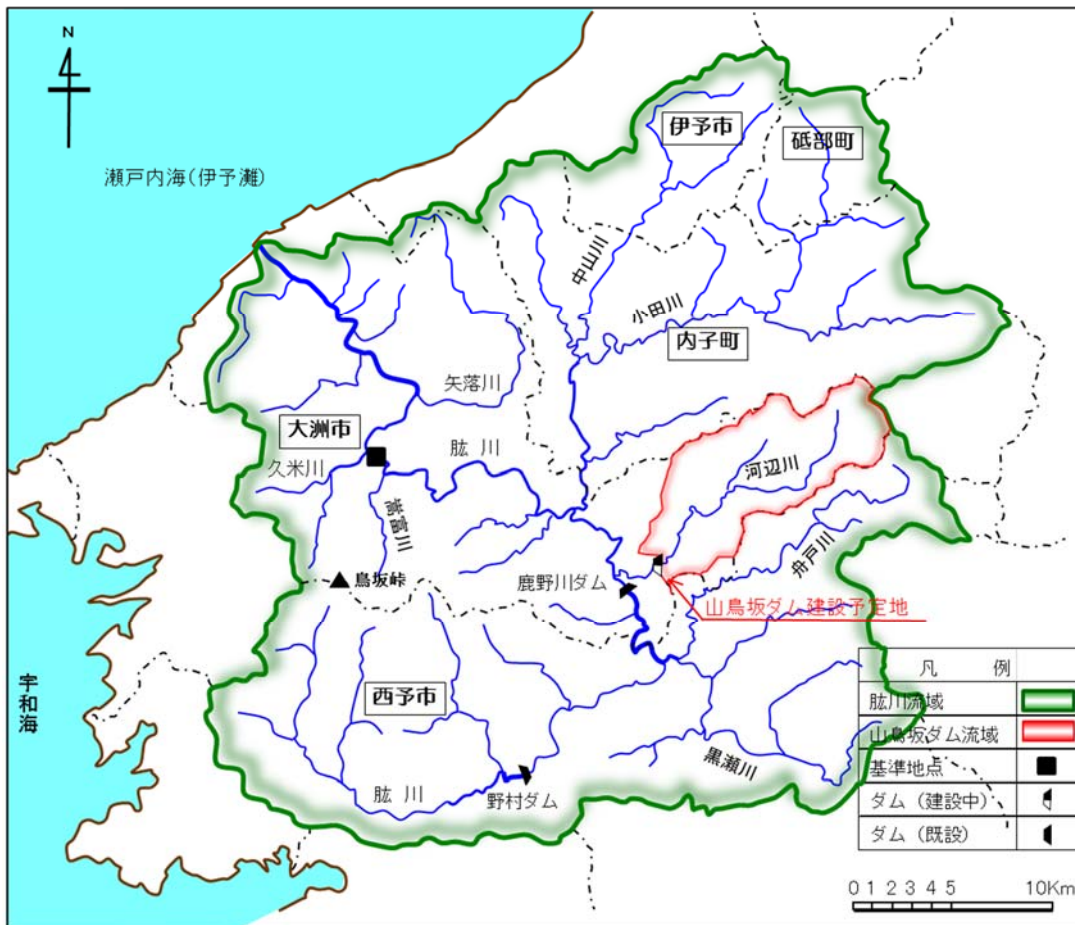 N
伊予市
砥部町
瀬戸内海(伊予灘)
中山川
小田川
内子町
矢落川
大洲市
肱川
久米川
嵩富川
河辺川
舟戸川
鳥坂峠
鹿野川ダム
山鳥坂ダム建設予定地
宇和海
西予市
黒瀬川
肱川
野村ダム
凡 例
肱川流域
山鳥坂ダム流域
基準地点
ダム (建設中)
ダム (既設)
0 1 2 3 4 5 10Km